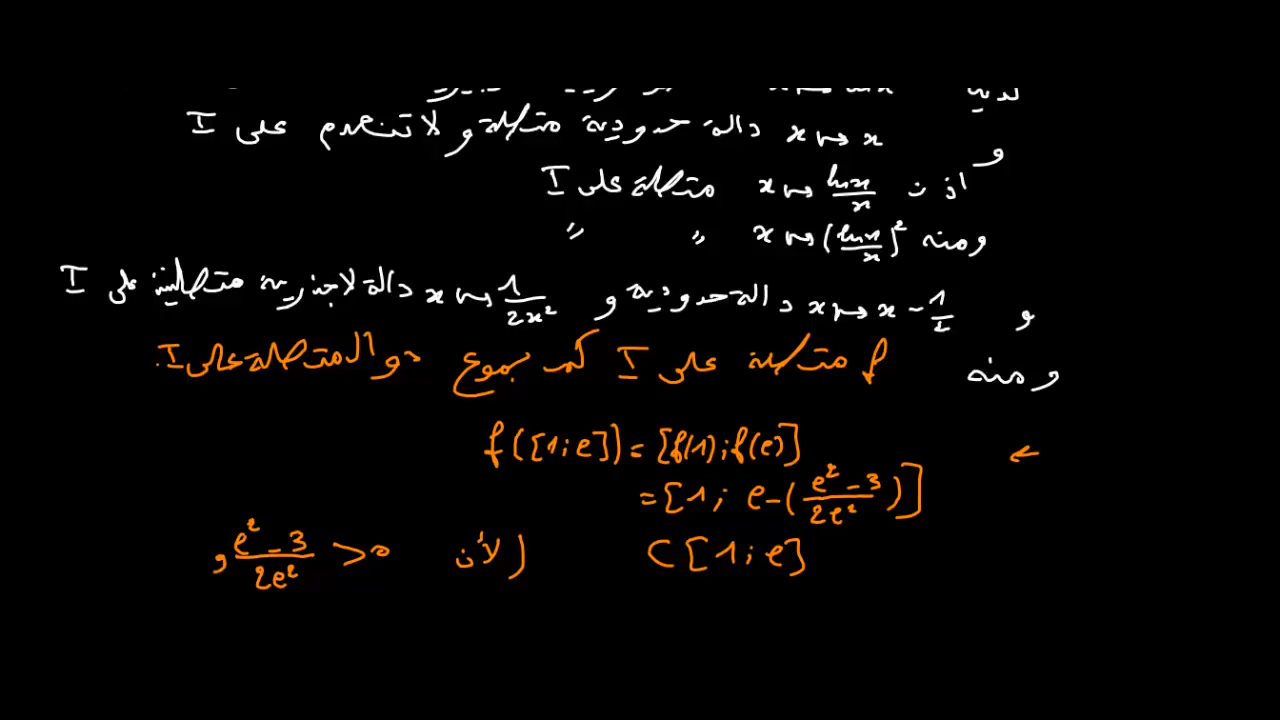 و x ↦ x دالة حدودية متصلة و لا تنعدم على I
اذن x ↦ lnx/x متصلة على I
ومنه x ↦ (lnx/x)² " "
و x ↦ x - 1/2 دالة حدودية و x ↦ 1/2x² دالة لاجذرية متصلتين على I
ومنه f متصلة على I كمجموع دوال متصلة على I.
← f([1;e]) = [f(1);f(e)]
= [1; e-(e²-3/2e²)]
⊂ [1;e] (لأن e²-3/2e² > 0 و